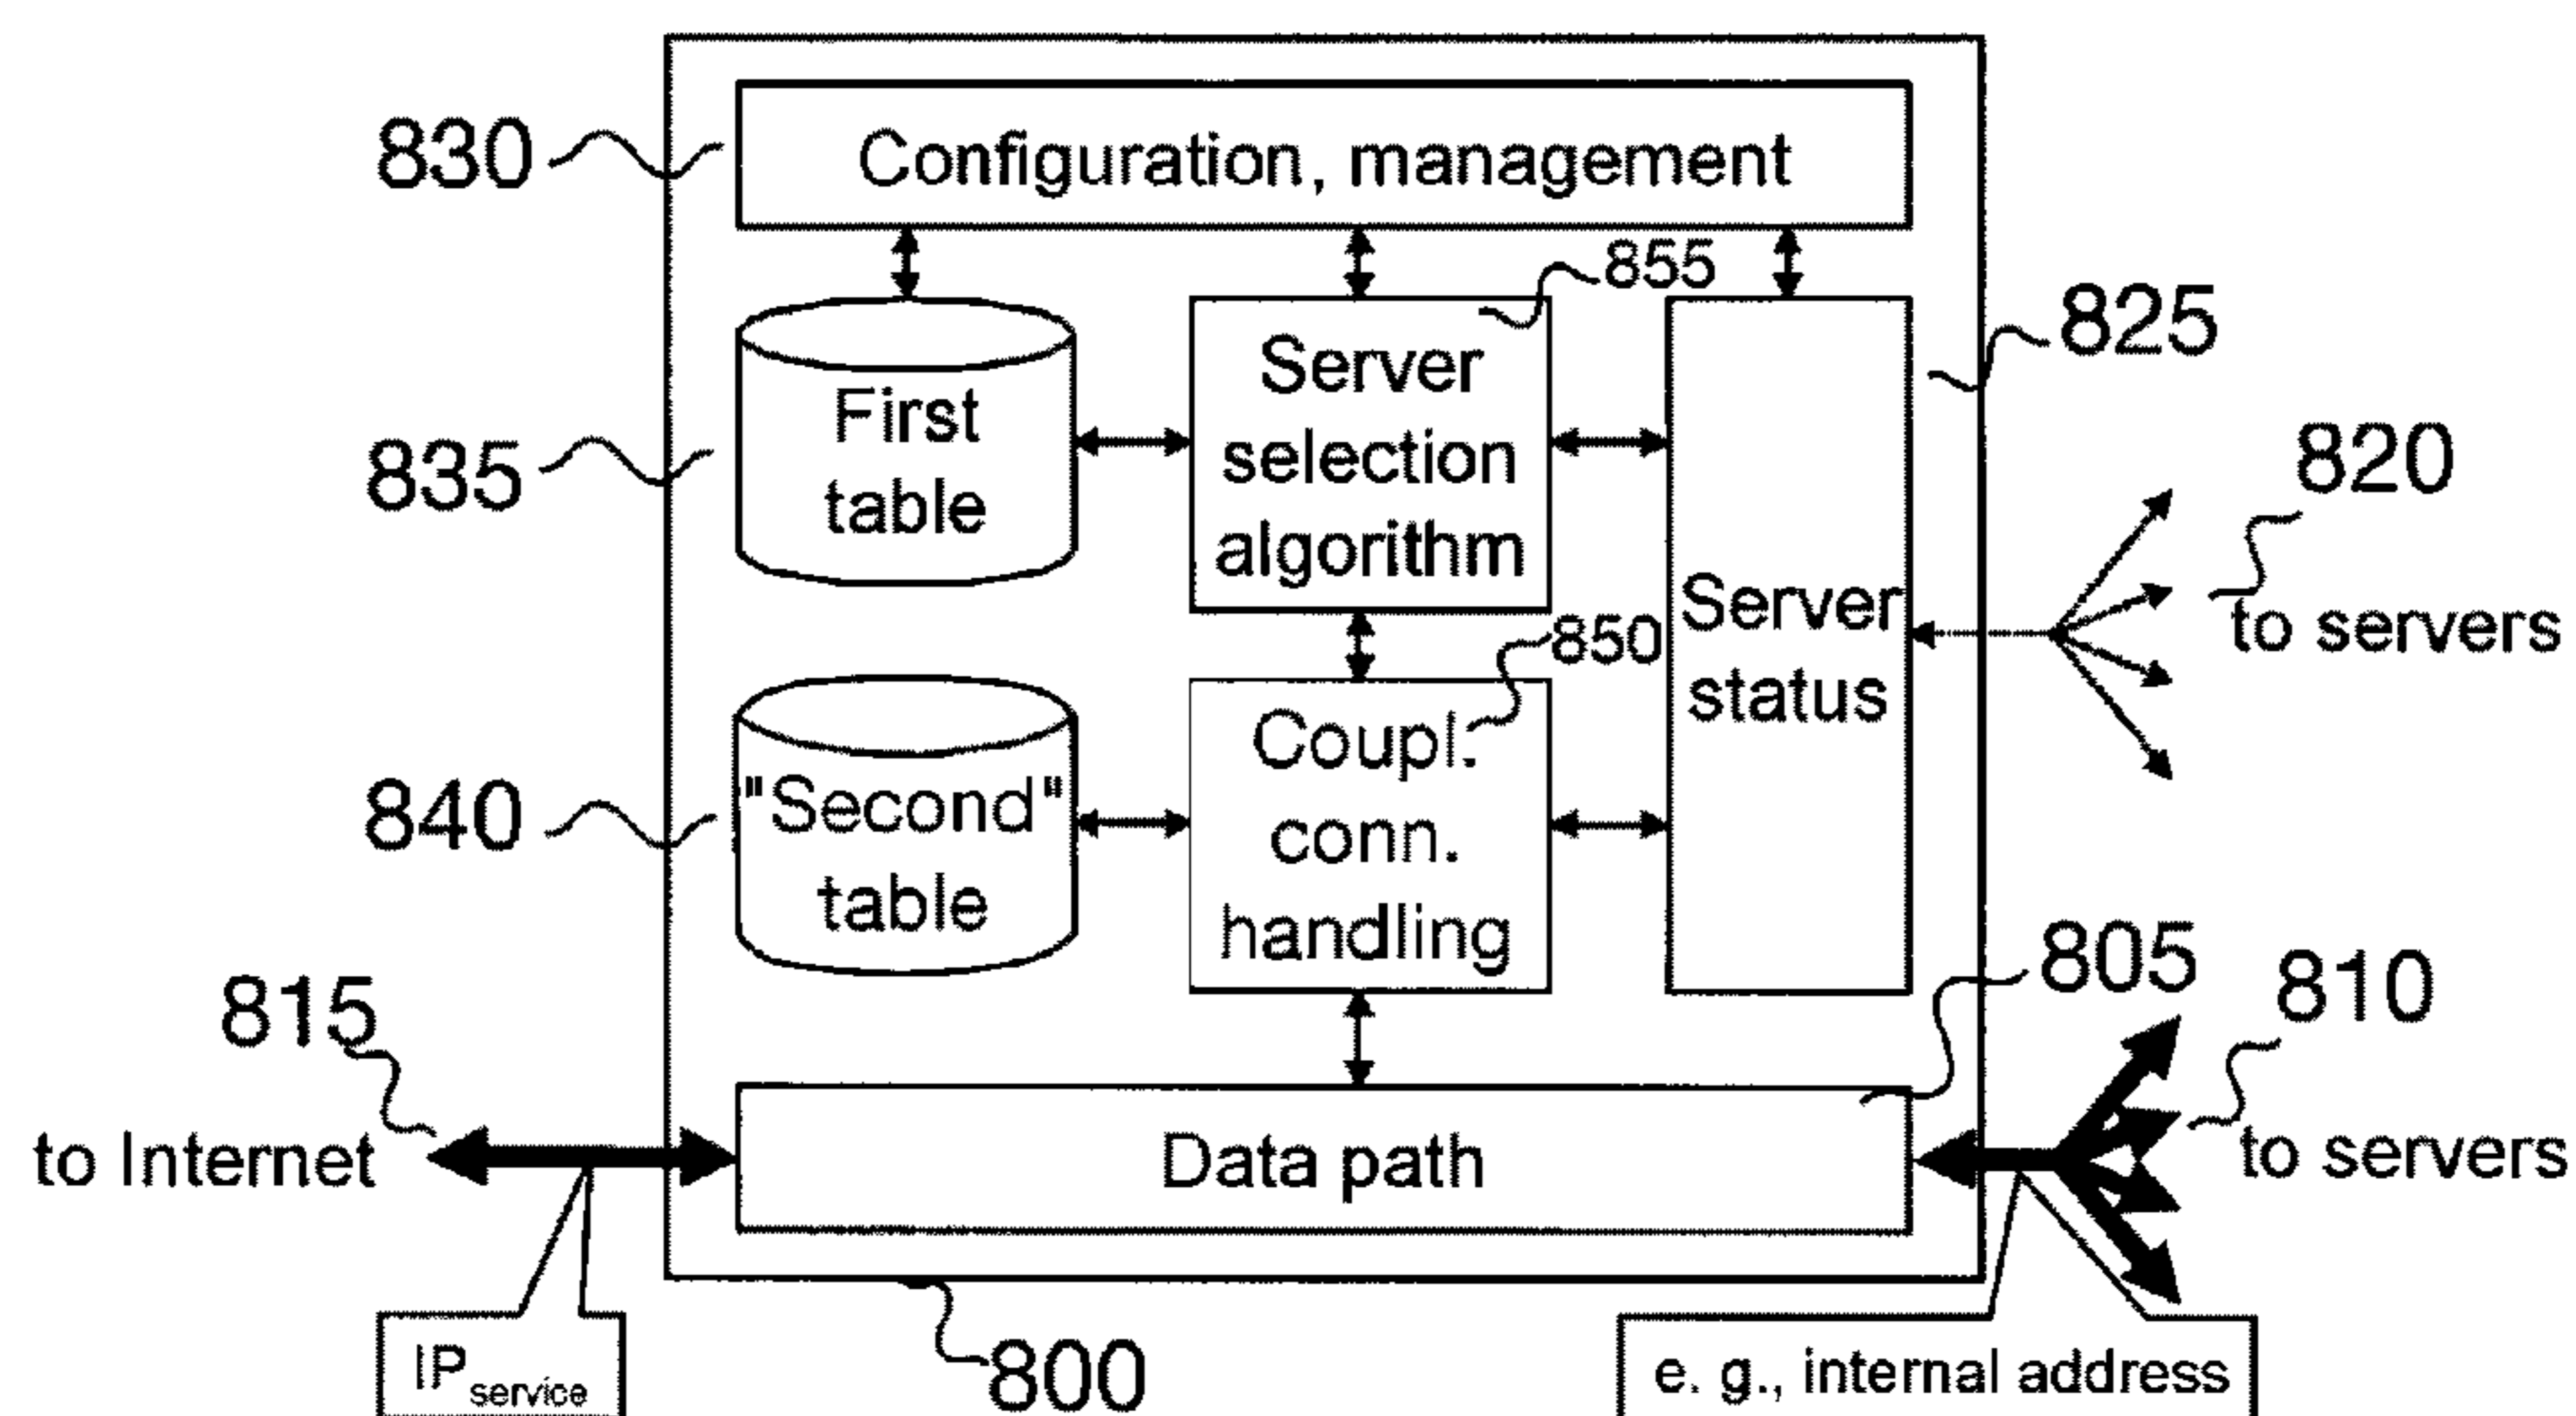 830
Configuration, management
855
825
835
First
table
Server
selection
algorithm
820
to servers
850
Server
status
840
"Second"
table
Coupl.
conn.
handling
805
810
815
to Internet
Data path
to servers
IPservice
800
e. g., internal address